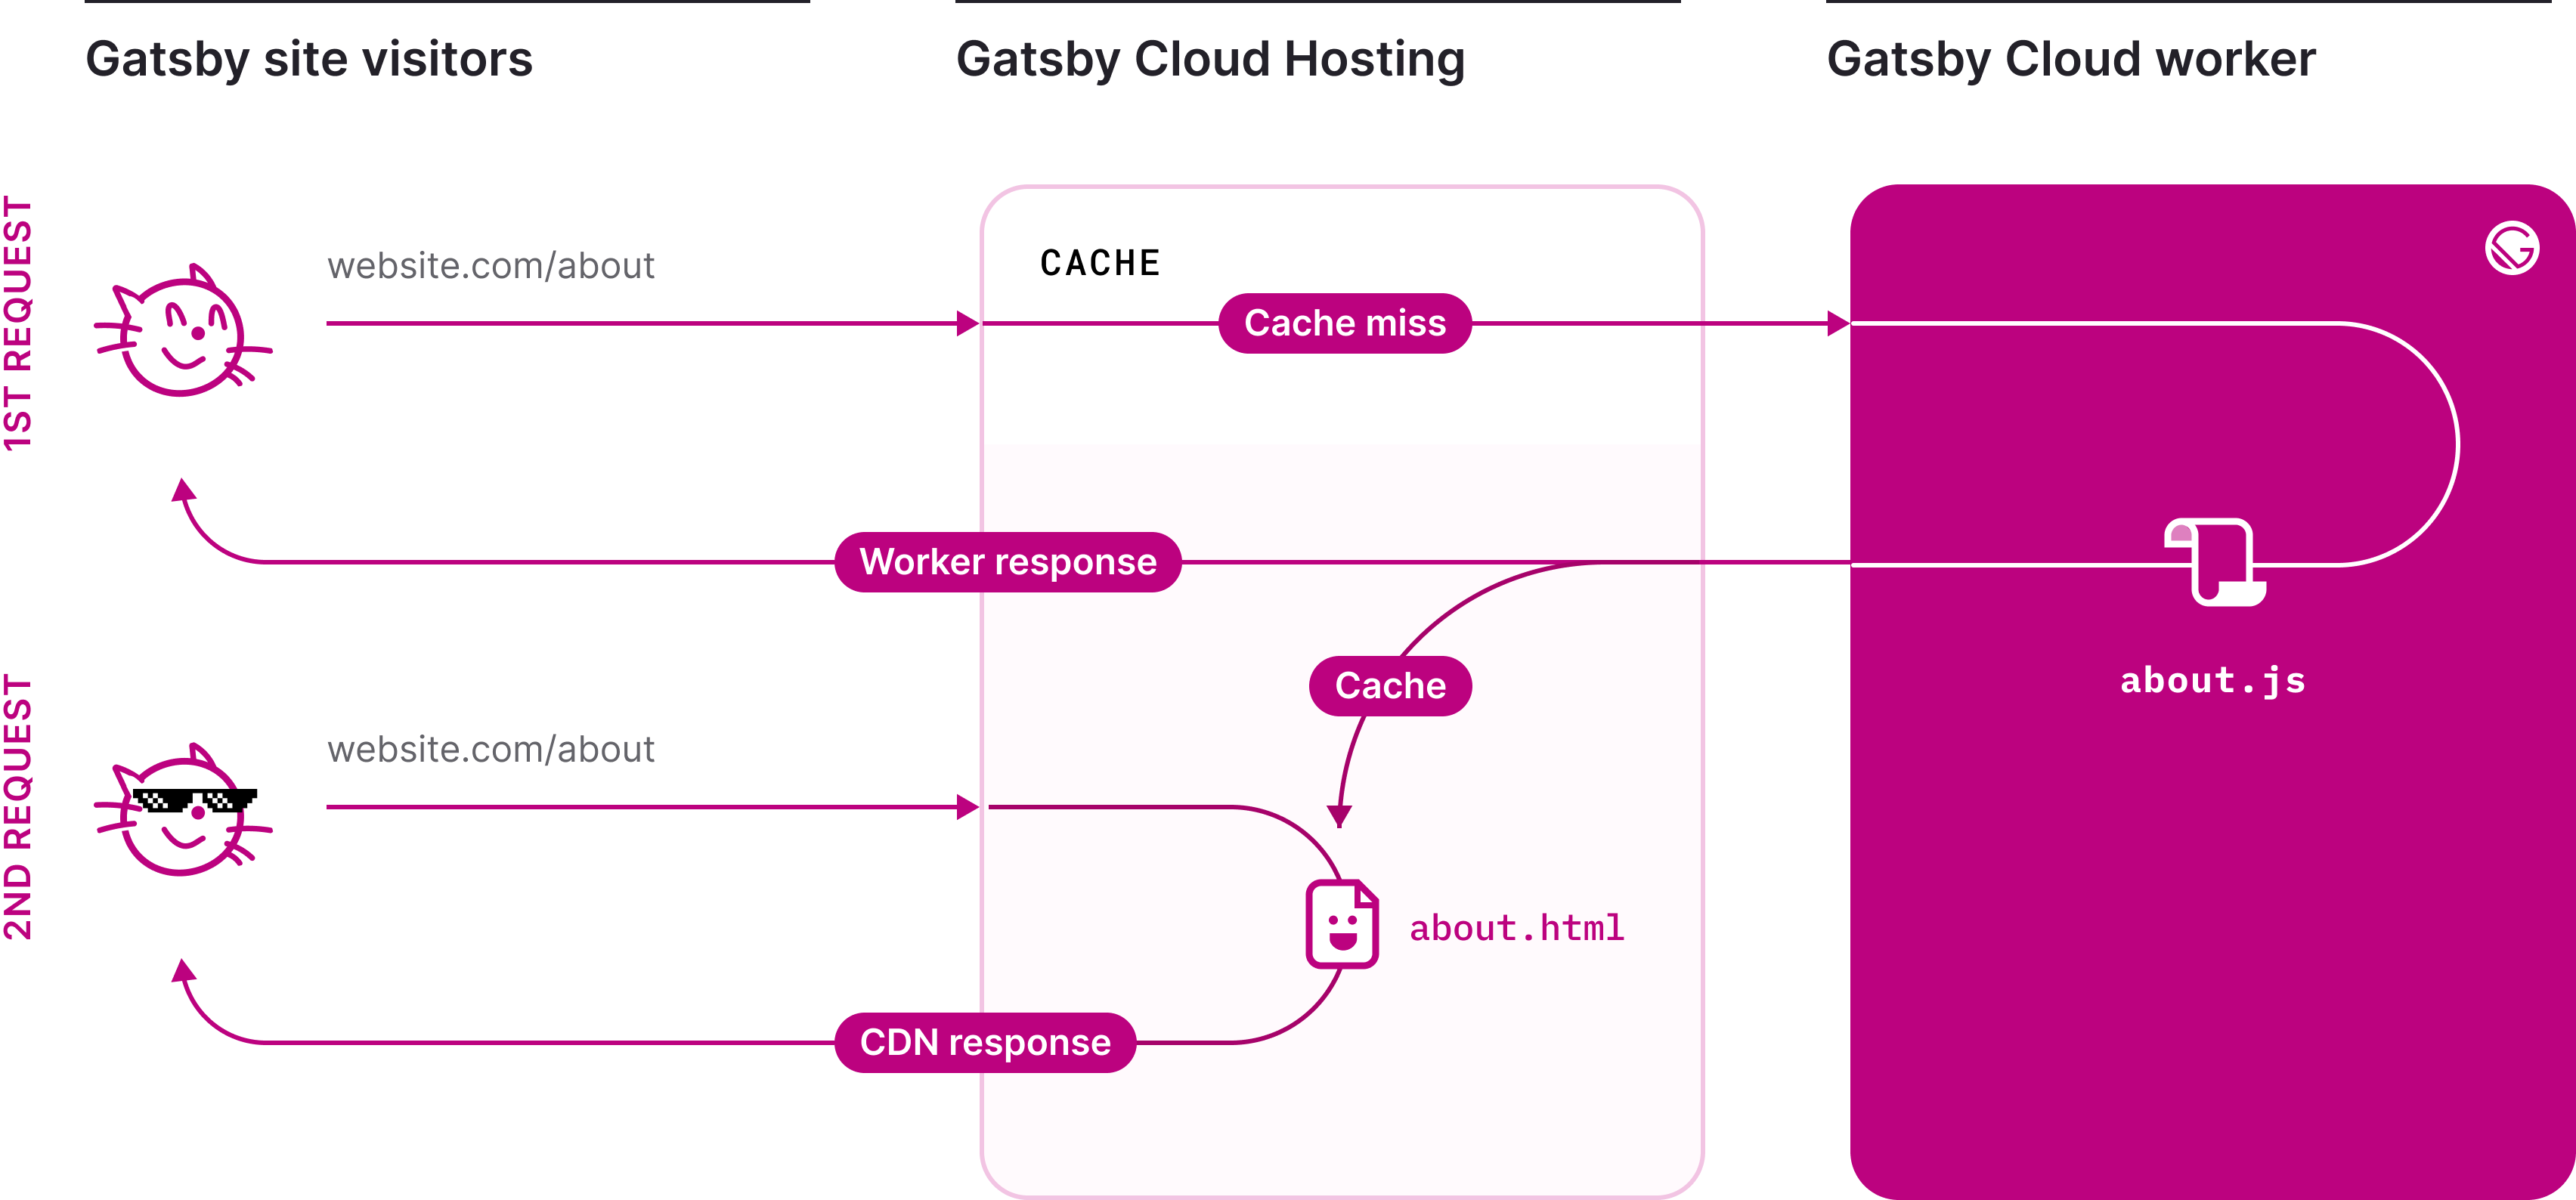 Gatsby site visitors
Gatsby Cloud Hosting
Gatsby Cloud worker
1ST REQUEST
website.com/about
CACHE
Cache miss
Worker response
about.js
Cache
2ND REQUEST
website.com/about
about.html
CDN response